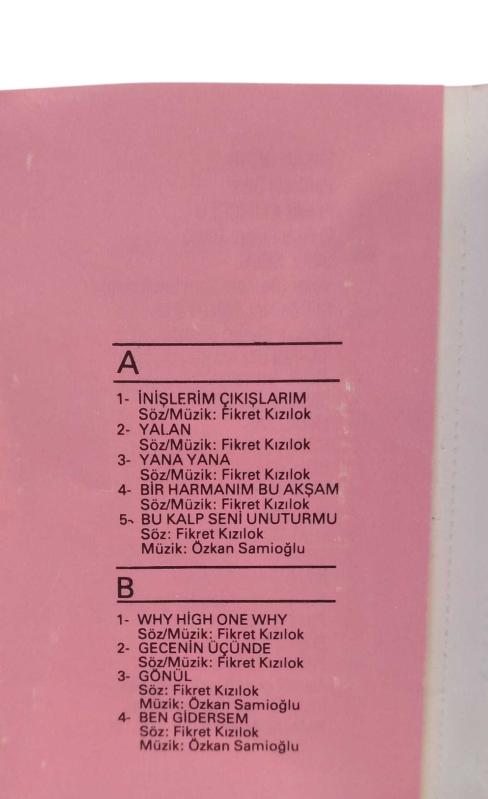 A
1- İNİŞLERİM ÇIKIŞLARIM
Söz/Müzik: Fikret Kızılok
2- YALAN
Söz/Müzik: Fikret Kızılok
3- YANA YANA
Söz/Müzik: Fikret Kızılok
4- BİR HARMANIM BU AKŞAM
Söz/Müzik: Fikret Kızılok
5- BU KALP SENİ UNUTURMU
Söz: Fikret Kızılok
Müzik: Özkan Samioğlu
B
1- WHY HİGH ONE WHY
Söz/Müzik: Fikret Kızılok
2- GECENİN ÜÇÜNDE
Söz/Müzik: Fikret Kızılok
3- GÖNÜL
Söz: Fikret Kızılok
Müzik: Özkan Samioğlu
4- BEN GİDERSEM
Söz: Fikret Kızılok
Müzik: Özkan Samioğlu